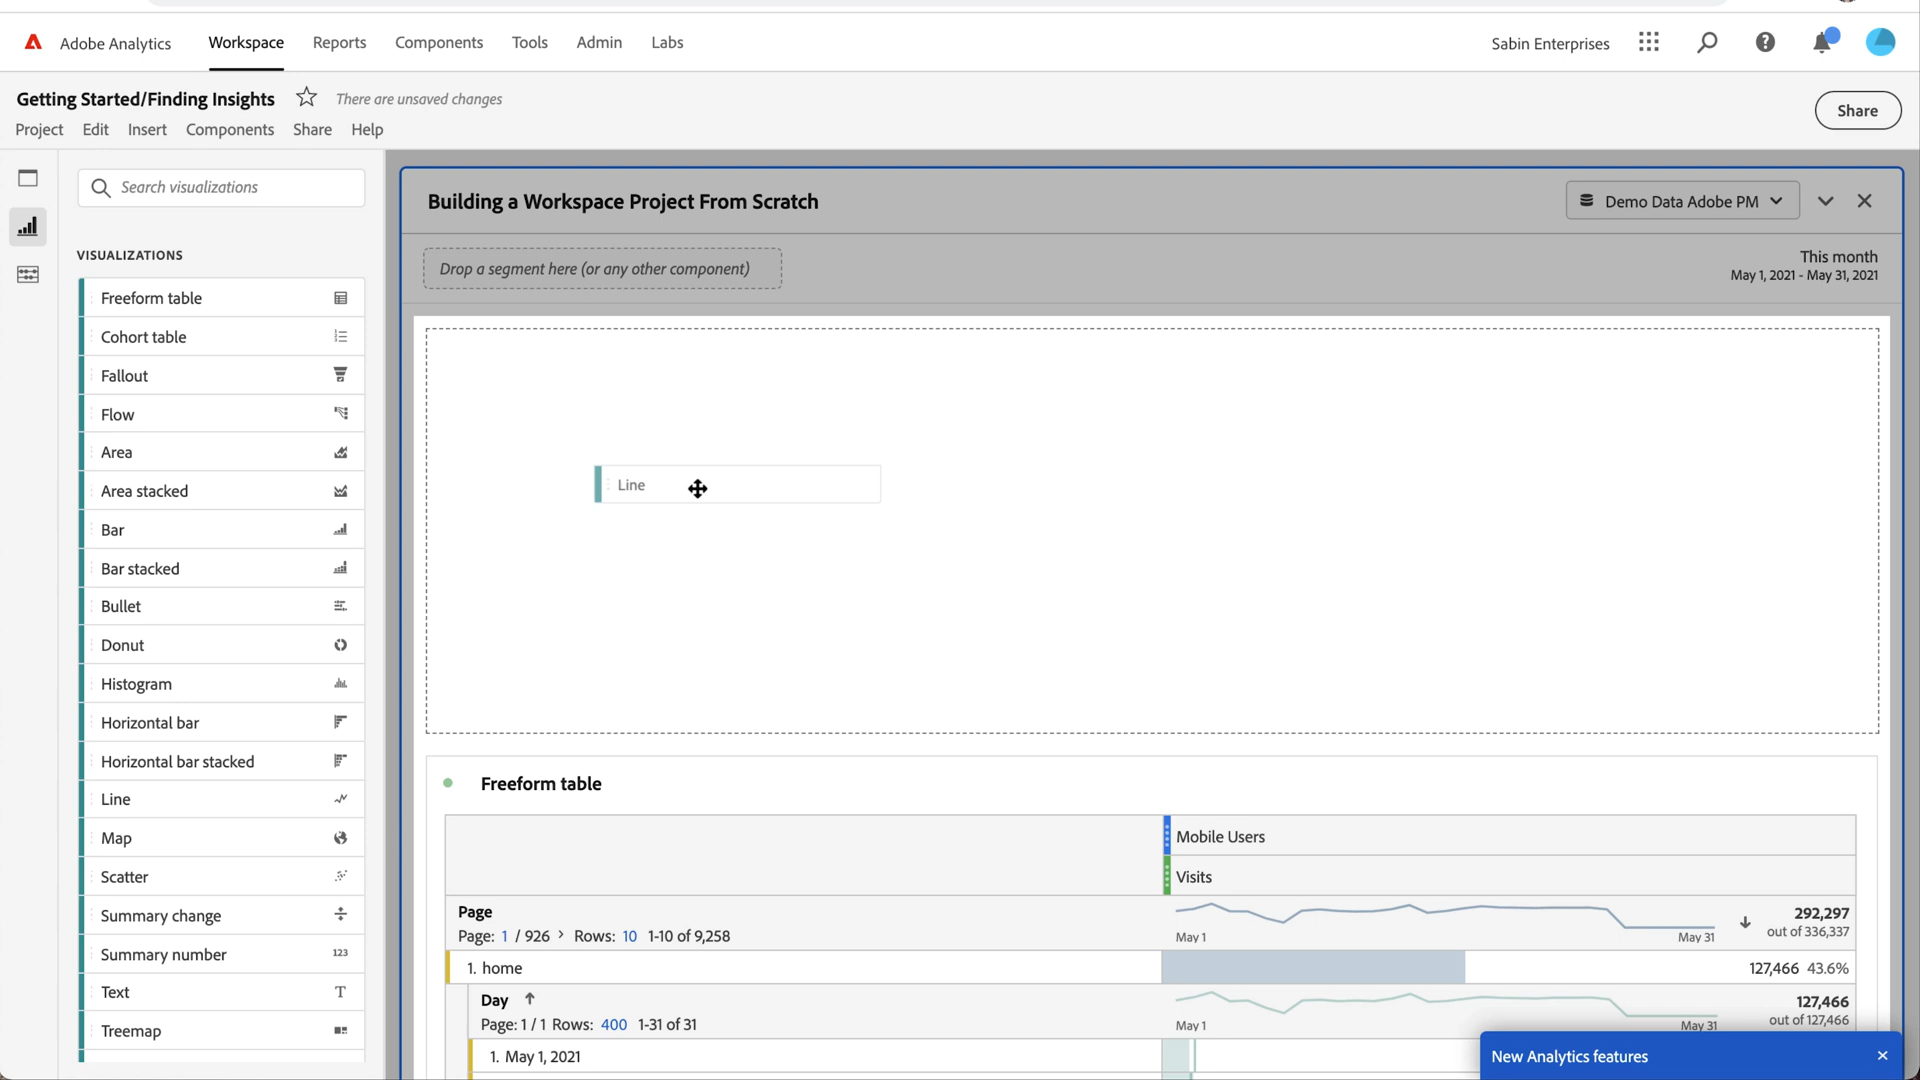 Adobe Analytics Workspace Reports Components Tools Admin Labs Sabin Enterprises
Getting Started/Finding Insights There are unsaved changes
Share
Project Edit Insert Components Share Help
Search visualizations
Building a Workspace Project From Scratch Demo Data Adobe PM
VISUALIZATIONS
Drop a segment here (or any other component)
This month
May 1, 2021 - May 31, 2021
Freeform table
Cohort table
Fallout
Flow
Area
Area stacked
Bar
Bar stacked
Bullet
Donut
Histogram
Horizontal bar
Horizontal bar stacked
Line
Map
Scatter
Summary change
Summary number 123
Text T
Treemap
Line
Freeform table
Mobile Users
Visits
Page
Page: 1 / 926 > Rows: 10 1-10 of 9,258
May 1 May 31
292,297
out of 336,337
1. home 127,466 43.6%
Day
Page: 1 / 1 Rows: 400 1-31 of 31
May 1 May 31
127,466
out of 127,466
1. May 1, 2021
New Analytics features